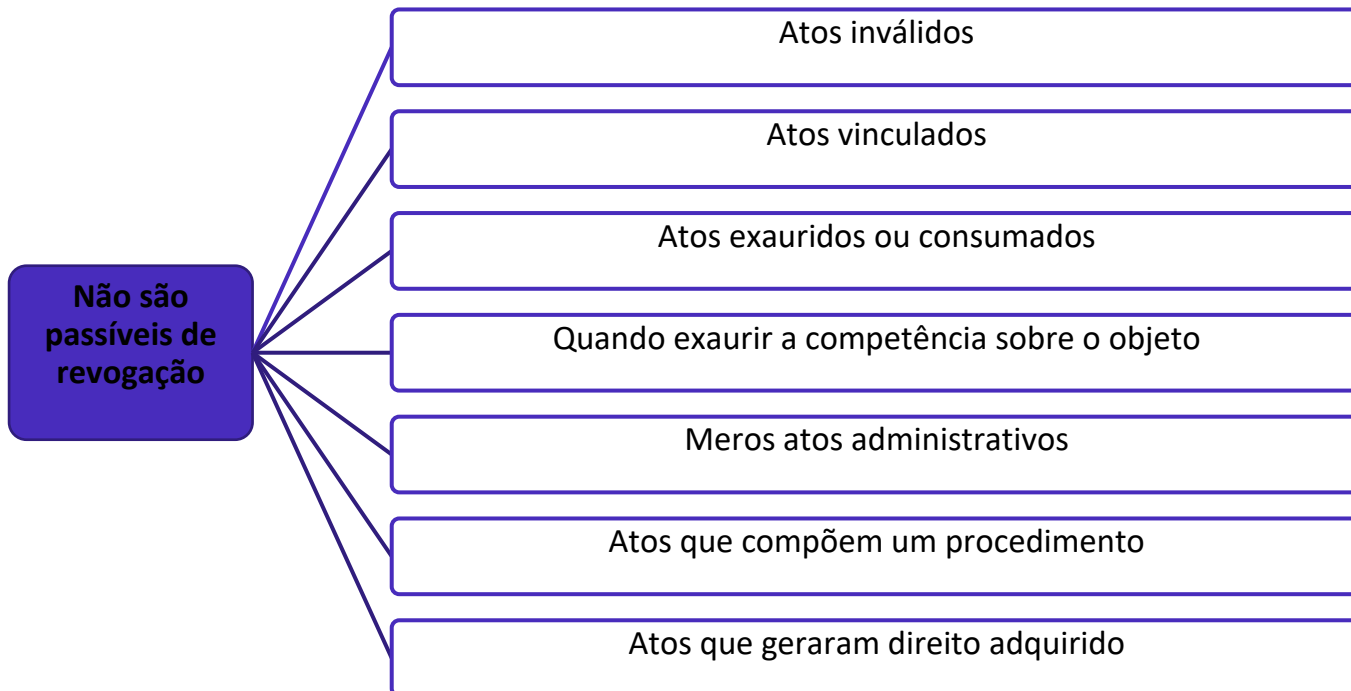 Não são
passíveis de
revogação
Atos inválidos
Atos vinculados
Atos exauridos ou consumados
Quando exaurir a competência sobre o objeto
Meros atos administrativos
Atos que compõem um procedimento
Atos que geraram direito adquirido